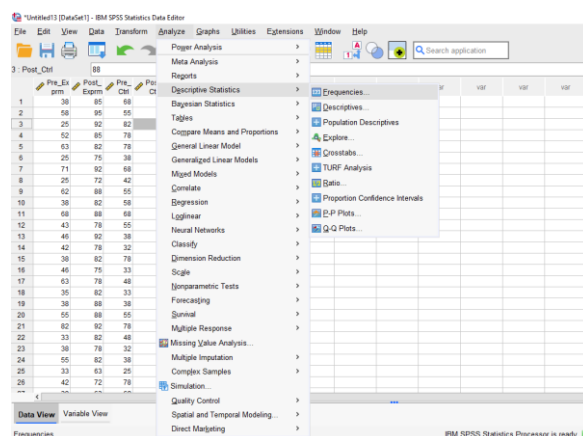 *Untitled13 [DataSet1] - IBM SPSS Statistics Data Editor
File Edit View Data Transform Analyze Graphs Utilities Extensions Window Help
Search application
3 : Post_Ctrl 88
Pre_Ex prm Post_ Exprm Pre_ Ctrl var var var
1 38 85 68
2 58 95 55
3 25 92 82
4 52 85 78
5 63 82 78
6 25 75 38
7 71 92 68
8 25 72 42
9 62 88 55
10 38 82 58
11 68 88 68
12 43 78 55
13 46 92 38
14 42 78 32
15 38 82 78
16 46 75 33
17 63 78 48
18 35 82 33
19 38 88 38
20 55 88 55
21 82 92 78
22 33 82 48
23 38 78 32
24 55 82 38
25 33 63 25
26 42 72 78
Power Analysis
Meta Analysis
Reports
Descriptive Statistics
Bayesian Statistics
Tables
Compare Means and Proportions
General Linear Model
Generalized Linear Models
Mixed Models
Correlate
Regression
Loglinear
Neural Networks
Classify
Dimension Reduction
Scale
Nonparametric Tests
Forecasting
Survival
Multiple Response
Missing Value Analysis...
Multiple Imputation
Complex Samples
Simulation...
Quality Control
Spatial and Temporal Modeling...
Direct Marketing
Frequencies...
Descriptives...
Population Descriptives
Explore...
Crosstabs...
TURF Analysis
Ratio...
Proportion Confidence Intervals
P-P Plots...
Q-Q Plots...
Data View Variable View
Frequencies IBM SPSS Statistics Processor is ready